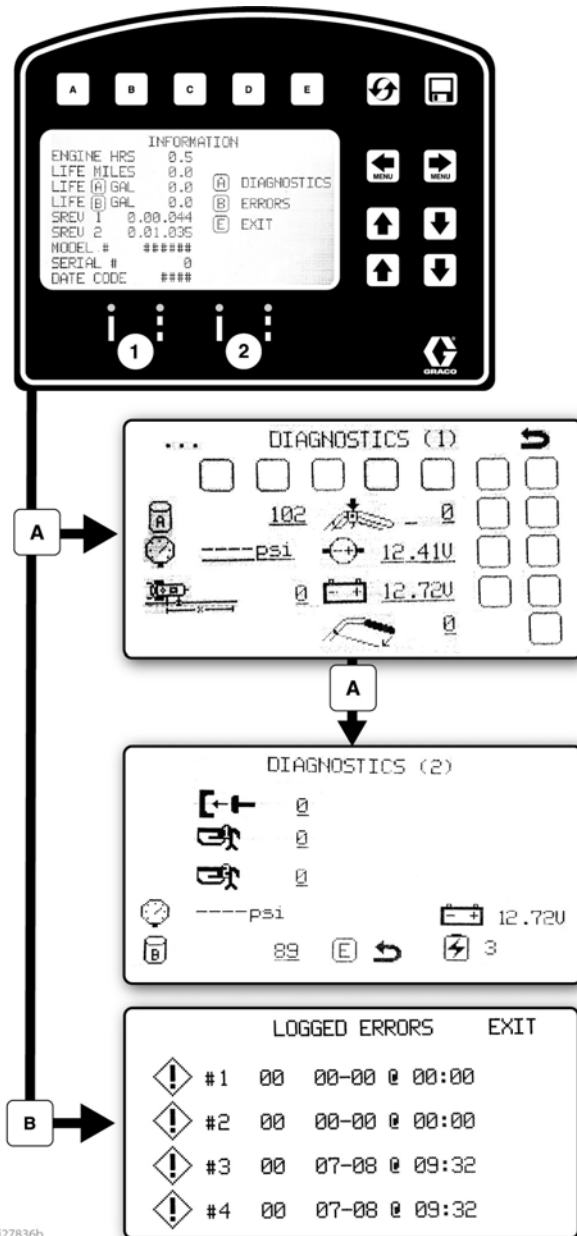 A B C D E
INFORMATION
ENGINE HRS 0.5
LIFE MILES 0.0
LIFE A GAL 0.0
A DIAGNOSTICS
LIFE B GAL 0.0
B ERRORS
SREV 1 0.00.044
E EXIT
SREV 2 0.01.035
MODEL # ######
SERIAL # 0
DATE CODE ####
MENU MENU
1 2
GRACO
A
... DIAGNOSTICS (1)
A 102 0
----psi 12.41V
x 0 12.72V
0
A
DIAGNOSTICS (2)
0
1 0
2 0
----psi 12.72V
B 89 E 3
B
LOGGED ERRORS EXIT
! #1 00 00-00 @ 00:00
! #2 00 00-00 @ 00:00
! #3 00 07-08 @ 09:32
! #4 00 07-08 @ 09:32
27836b